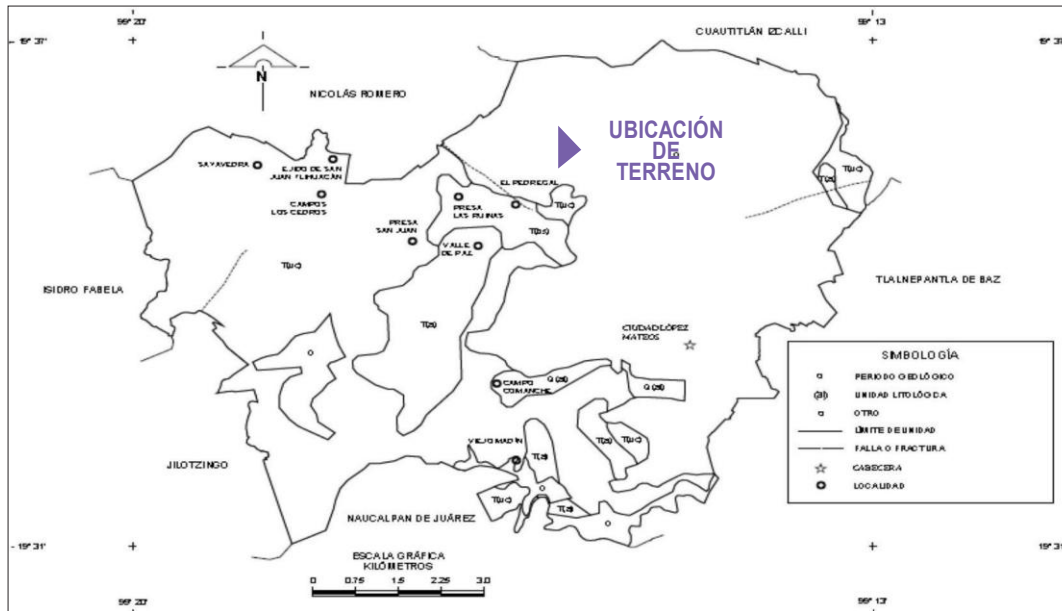 99° 20'
99° 13'
19° 37'
19° 37
CUAUTITLÁN IZCALLI
N
NICOLÁS ROMERO
UBICACIÓN
DE
TERRENO
SAYAVEDRA
EJIDO DE SAN
JUAN TLIHUACÁN
CAMPOS
LOS CEDROS
EL PEDREGAL
PRESA
LAS RUINAS
PRESA
SAN JUAN
VALLE
DE PAZ
ISIDRO FABELA
TLALNEPANTLA DE BAZ
CIUDAD LÓPEZ
MATEOS
CAMPO
COMANCHE
VIEJO MADÍN
JILOTZINGO
NAUCALPAN DE JUÁREZ
SIMBOLOGÍA
PERIODO GEOLÓGICO
UNIDAD LITOLÓGICA
OTRO
LÍMITE DE UNIDAD
FALLA O FRACTURA
CABECERA
LOCALIDAD
19° 31'
19° 31
ESCALA GRÁFICA
KILÓMETROS
0 0.75 1.5 2.25 3.0
99° 20'
99° 13'